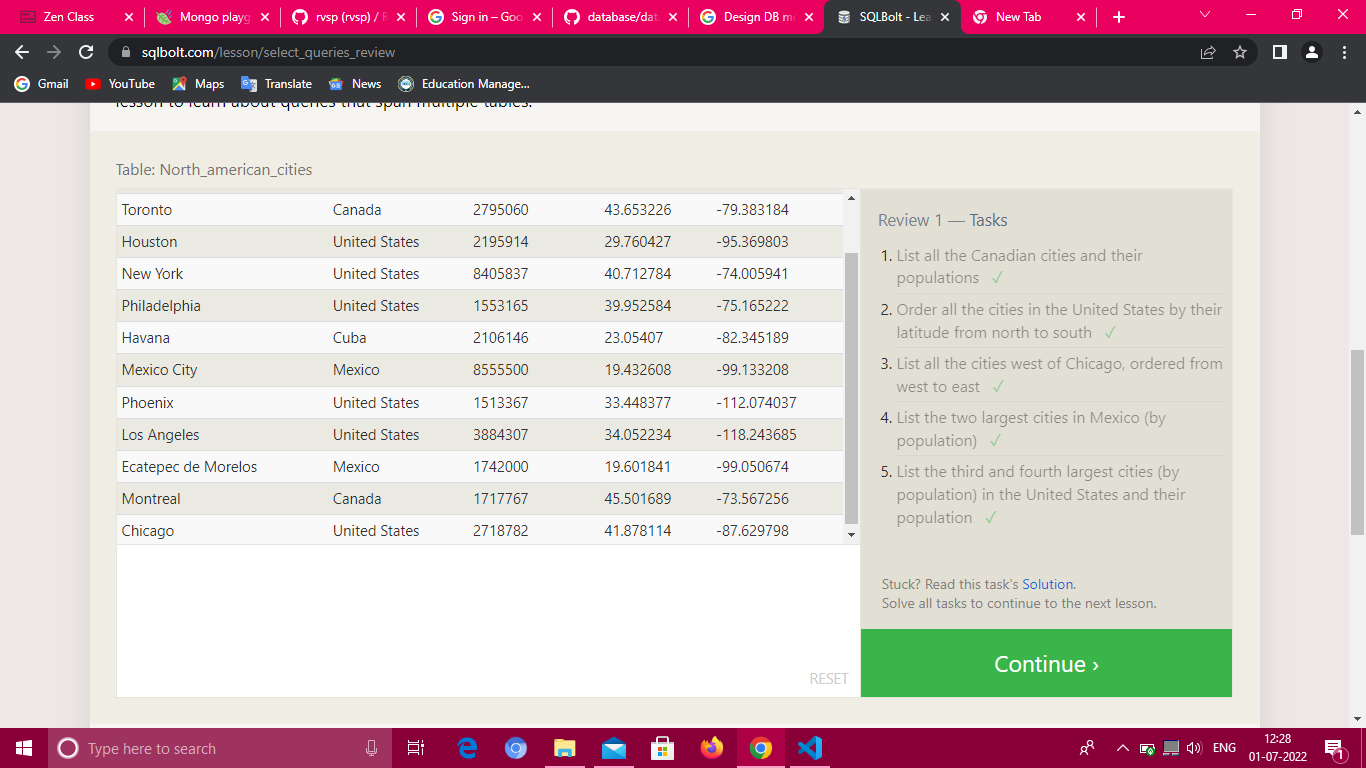 Zen Class
Mongo playg
rvsp (rvsp) / R
Sign in – Goo
database/data
Design DB mo
SQLBolt - Lea
New Tab
sqlbolt.com/lesson/select_queries_review
Gmail YouTube Maps Translate News Education Manage...
lesson to learn about queries that span multiple tables.
Table: North_american_cities
Toronto Canada 2795060 43.653226 -79.383184
Houston United States 2195914 29.760427 -95.369803
New York United States 8405837 40.712784 -74.005941
Philadelphia United States 1553165 39.952584 -75.165222
Havana Cuba 2106146 23.05407 -82.345189
Mexico City Mexico 8555500 19.432608 -99.133208
Phoenix United States 1513367 33.448377 -112.074037
Los Angeles United States 3884307 34.052234 -118.243685
Ecatepec de Morelos Mexico 1742000 19.601841 -99.050674
Montreal Canada 1717767 45.501689 -73.567256
Chicago United States 2718782 41.878114 -87.629798
RESET
Review 1 — Tasks
1. List all the Canadian cities and their
populations ✓
2. Order all the cities in the United States by their
latitude from north to south ✓
3. List all the cities west of Chicago, ordered from
west to east ✓
4. List the two largest cities in Mexico (by
population) ✓
5. List the third and fourth largest cities (by
population) in the United States and their
population ✓
Stuck? Read this task's Solution.
Solve all tasks to continue to the next lesson.
Continue ›
Type here to search
ENG
12:28
01-07-2022
1